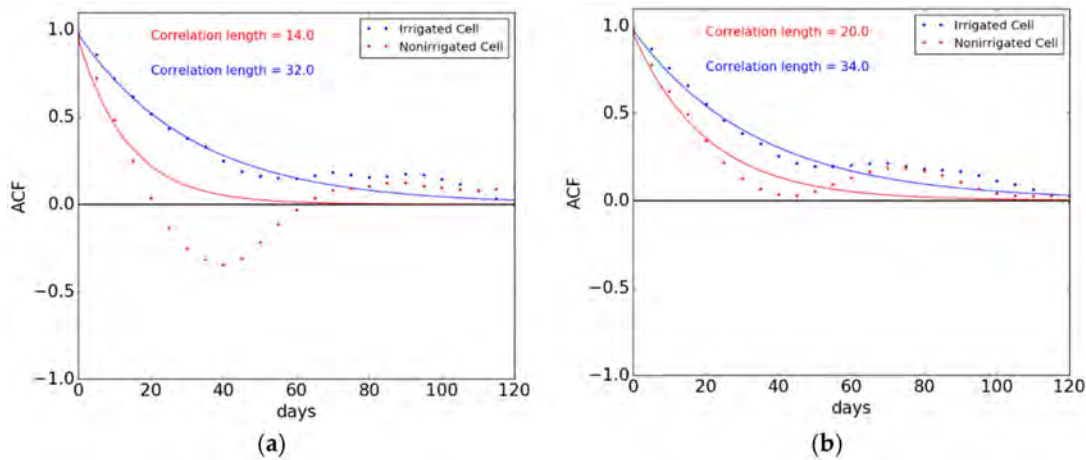 1.0
0.5
0.0
−0.5
−1.0
ACF
Correlation length = 14.0
Correlation length = 32.0
Irrigated Cell
Nonirrigated Cell
0 20 40 60 80 100 120
days
(a)
1.0
0.5
0.0
−0.5
−1.0
ACF
Correlation length = 20.0
Correlation length = 34.0
Irrigated Cell
Nonirrigated Cell
0 20 40 60 80 100 120
days
(b)